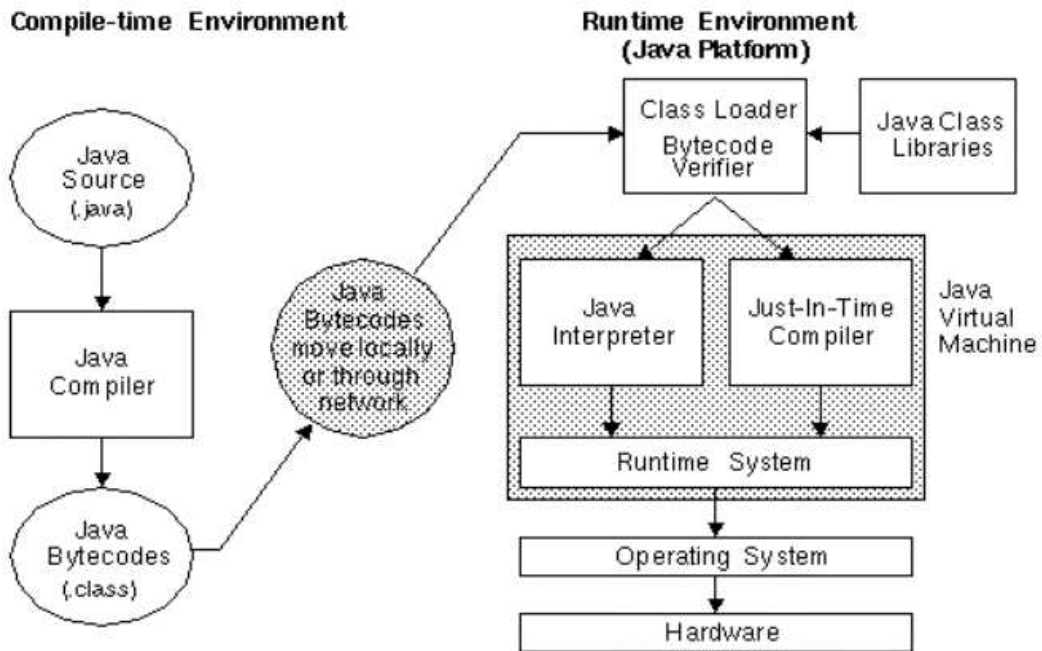 Compile-time Environment
Runtime Environment
(Java Platform)
Java
Source
(.java)
Java
Compiler
Java
Bytecodes
(.class)
Java
Bytecodes
move locally
or through
network
Class Loader
Bytecode
Verifier
Java Class
Libraries
Java
Interpreter
Just-In-Time
Compiler
Java
Virtual
Machine
Runtime System
Operating System
Hardware